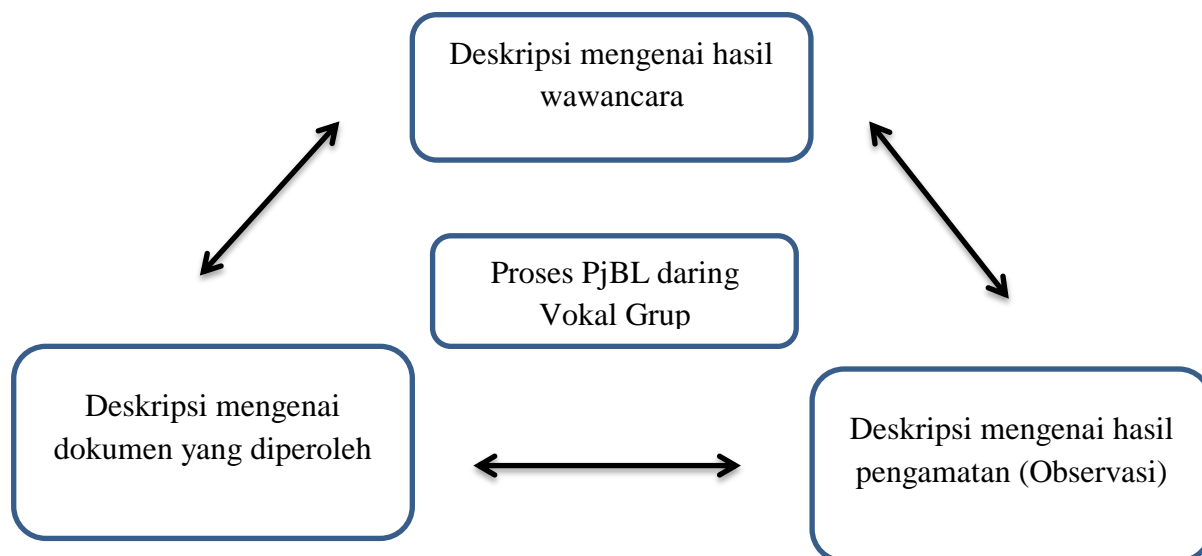 Deskripsi mengenai hasil
wawancara
Proses PjBL daring
Vokal Grup
Deskripsi mengenai
dokumen yang diperoleh
Deskripsi mengenai hasil
pengamatan (Observasi)